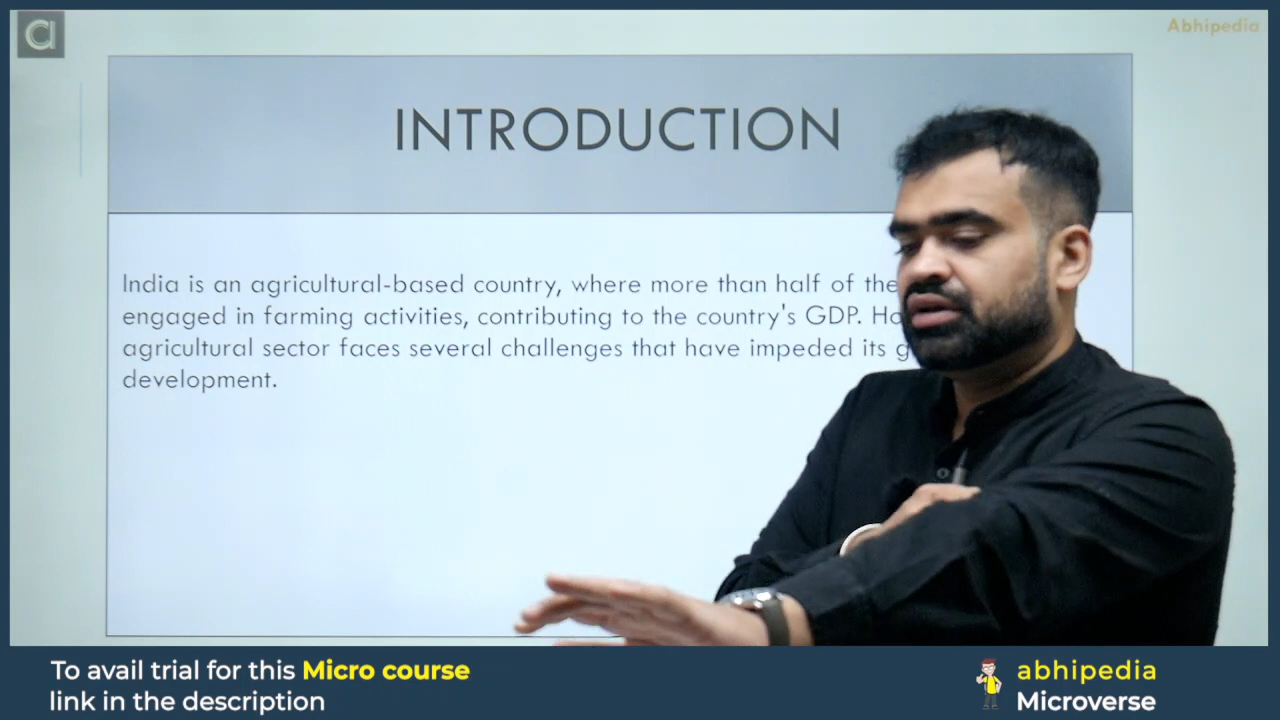 Abhipedia
INTRODUCTION
India is an agricultural-based country, where more than half of the
engaged in farming activities, contributing to the country's GDP.
agricultural sector faces several challenges that have impeded its
development.
To avail trial for this Micro course
link in the description
abhipedia
Microverse